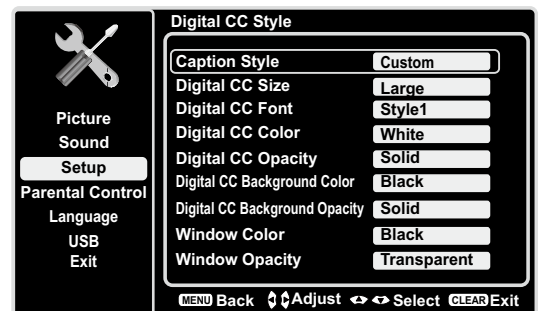 Digital CC Style
Caption Style Custom
Digital CC Size Large
Digital CC Font Style1
Digital CC Color White
Digital CC Opacity Solid
Digital CC Background Color Black
Digital CC Background Opacity Solid
Window Color Black
Window Opacity Transparent
Picture
Sound
Setup
Parental Control
Language
USB
Exit
MENU Back Adjust Select CLEAR Exit